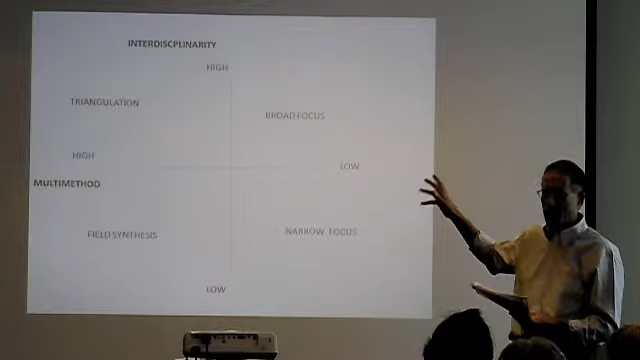 INTERDISCPLINARITY
HIGH
TRIANGULATION
BROAD FOCUS
HIGH
LOW
MULTIMETHOD
FIELD SYNTHESIS
NARROW FOCUS
LOW